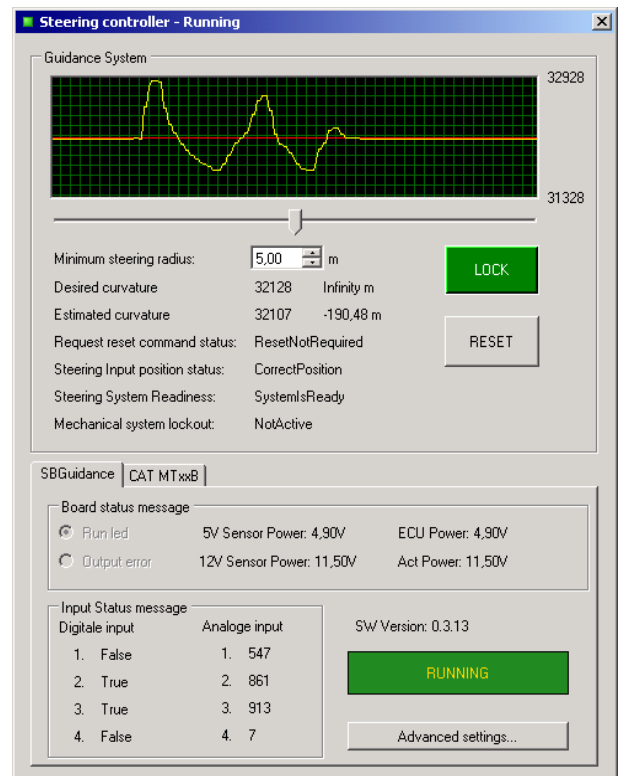 Steering controller - Running
Guidance System
32928
31328
Minimum steering radius: 5,00 m
LOCK
Desired curvature 32128 Infinity m
Estimated curvature 32107 -190,48 m
Request reset command status: ResetNotRequired
RESET
Steering Input position status: CorrectPosition
Steering System Readiness: SystemIsReady
Mechanical system lockout: NotActive
SBGuidance CAT MTxxB
Board status message
Run led 5V Sensor Power: 4,90V ECU Power: 4,90V
Output error 12V Sensor Power: 11,50V Act Power: 11,50V
Input Status message
Digitale input Analoge input SW Version: 0.3.13
1. False 1. 547
RUNNING
2. True 2. 861
3. True 3. 913
4. False 4. 7 Advanced settings...